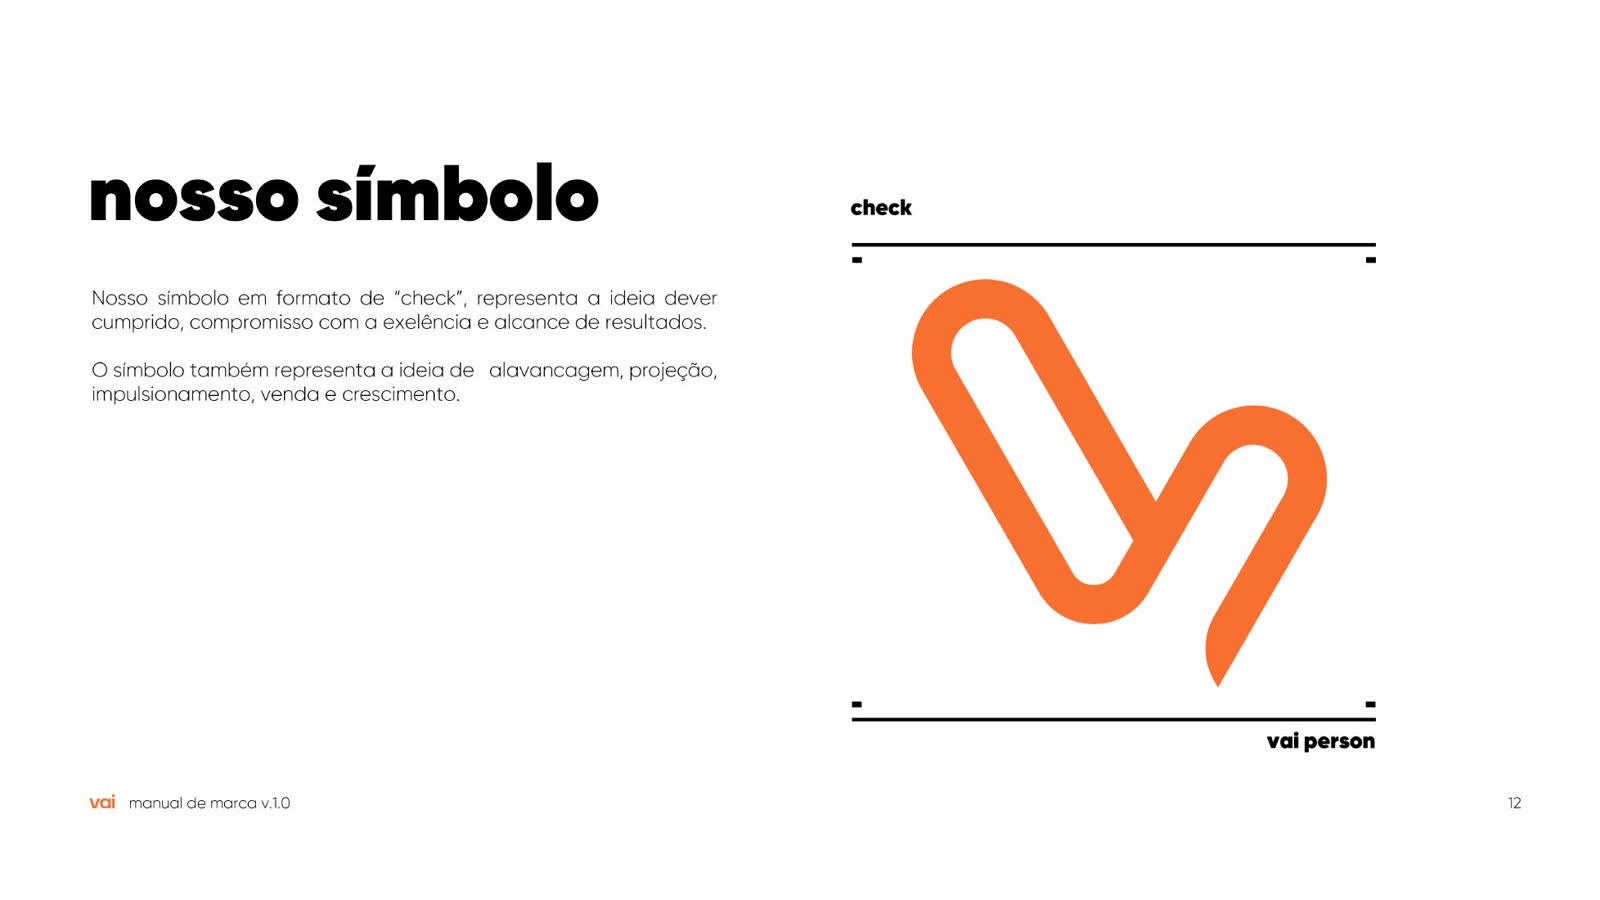 nosso símbolo
Nosso símbolo em formato de “check”, representa a ideia dever
cumprido, compromisso com a exelência e alcance de resultados.
O símbolo também representa a ideia de alavancagem, projeção,
impulsionamento, venda e crescimento.
check
vai person
vai manual de marca v.1.0
12